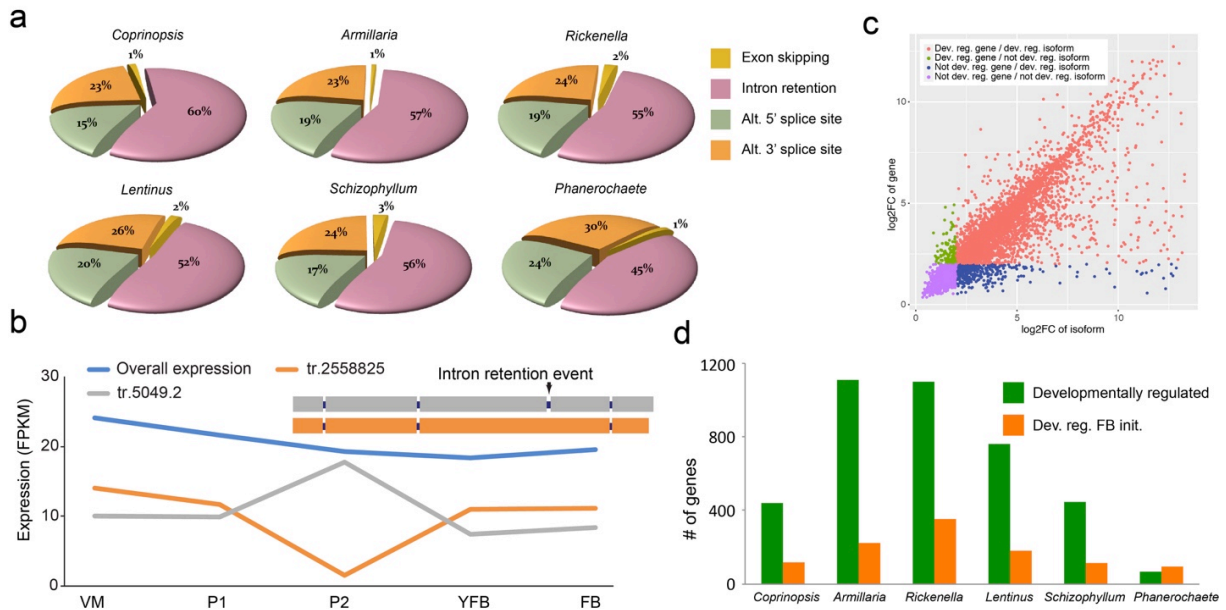 a
Coprinopsis
Armillaria
Rickenella
1%
23%
15%
60%
1%
23%
19%
57%
2%
24%
19%
55%
Exon skipping
Intron retention
Alt. 5' splice site
Alt. 3' splice site
Lentinus
Schizophyllum
Phanerochaete
2%
26%
20%
52%
3%
24%
17%
56%
1%
30%
24%
45%
b
Overall expression
tr.2558825
tr.5049.2
Intron retention event
Expression (FPKM)
30
20
10
0
VM
P1
P2
YFB
FB
c
Dev. reg. gene / dev. reg. isoform
Dev. reg. gene / not dev. reg. isoform
Not dev. reg. gene / dev. reg. isoform
Not dev. reg. gene / not dev. reg. isoform
log2FC of gene
10
5
0
0
5
10
log2FC of isoform
d
# of genes
1200
800
400
0
Developmentally regulated
Dev. reg. FB init.
Coprinopsis
Armillaria
Rickenella
Lentinus
Schizophyllum
Phanerochaete